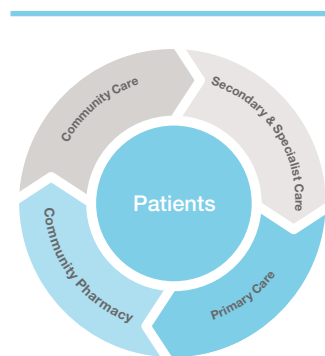 Community Care
Secondary & Specialist Care
Patients
Community Pharmacy
Primary Care